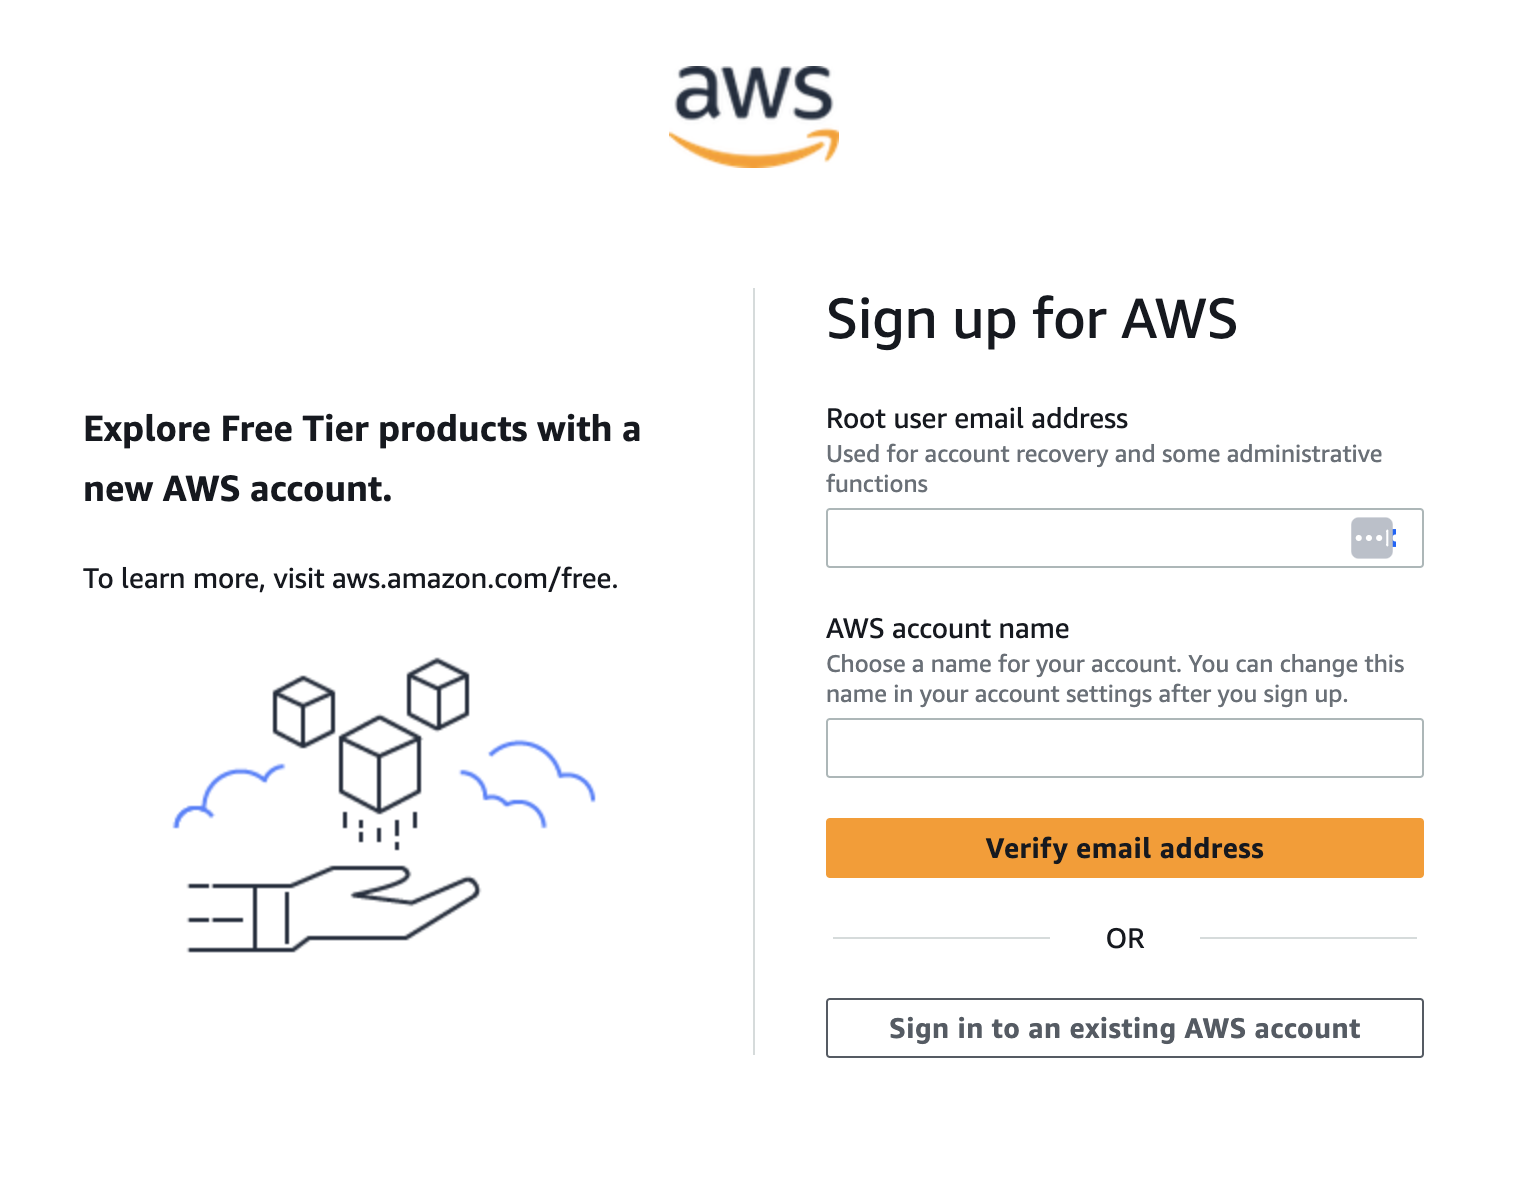 aws
Explore Free Tier products with a
new AWS account.
To learn more, visit aws.amazon.com/free.
Sign up for AWS
Root user email address
Used for account recovery and some administrative
functions
AWS account name
Choose a name for your account. You can change this
name in your account settings after you sign up.
Verify email address
OR
Sign in to an existing AWS account